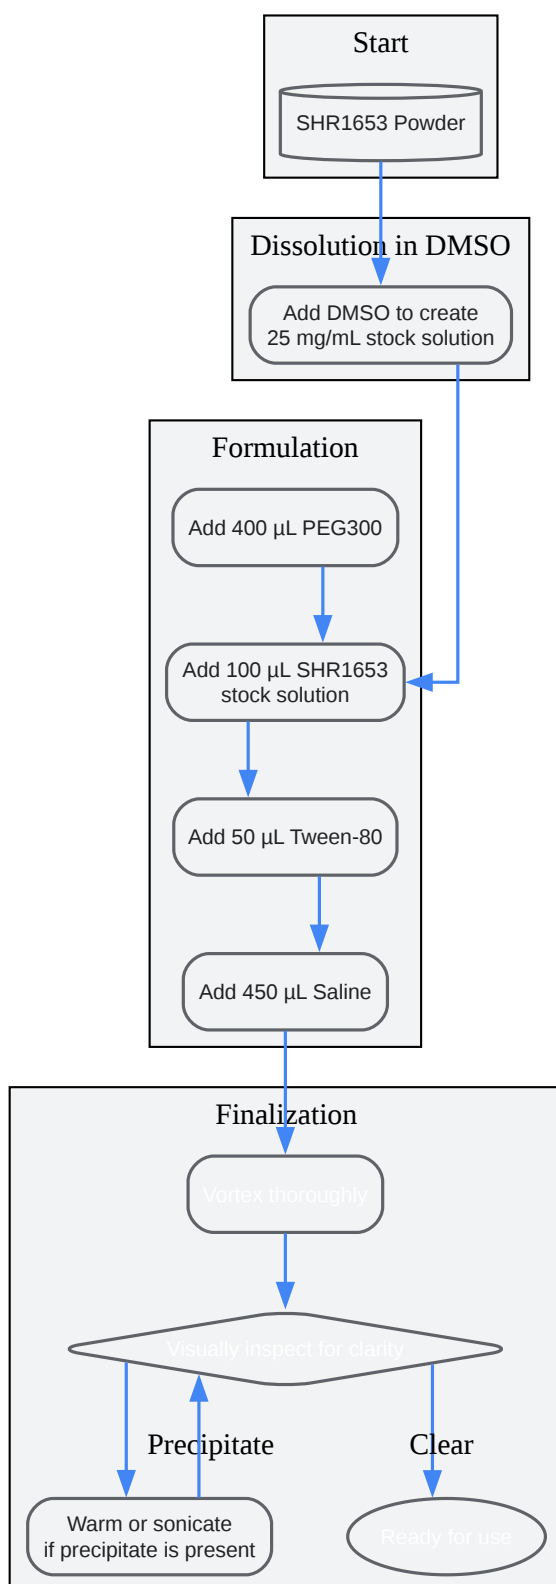 Start
SHR1653 Powder
Dissolution in DMSO
Add DMSO to create
25 mg/mL stock solution
Formulation
Add 400 µL PEG300
Add 100 µL SHR1653
stock solution
Add 50 µL Tween-80
Add 450 µL Saline
Finalization
Vortex thoroughly
Visually inspect for clarity
Precipitate
Clear
Warm or sonicate
if precipitate is present
Ready for use